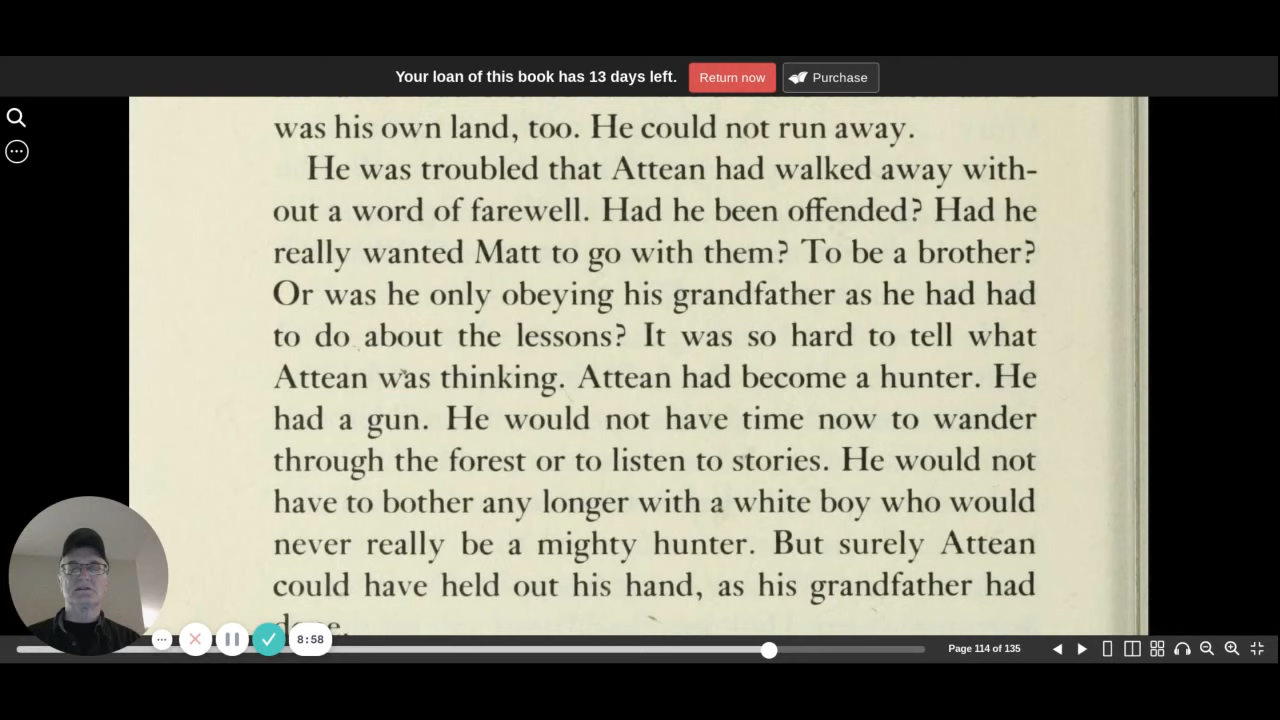 Your loan of this book has 13 days left. Return now Purchase
was his own land, too. He could not run away.
He was troubled that Attean had walked away with-
out a word of farewell. Had he been offended? Had he
really wanted Matt to go with them? To be a brother?
Or was he only obeying his grandfather as he had had
to do about the lessons? It was so hard to tell what
Attean was thinking. Attean had become a hunter. He
had a gun. He would not have time now to wander
through the forest or to listen to stories. He would not
have to bother any longer with a white boy who would
never really be a mighty hunter. But surely Attean
could have held out his hand, as his grandfather had
done.
8:58
Page 114 of 135